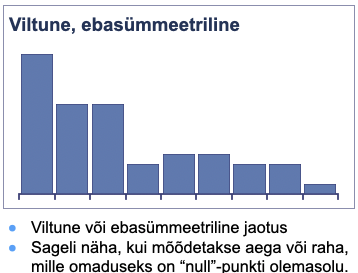 Viltune, ebasümmeetriline
Viltune või ebasümmeetriline jaotus
Sageli näha, kui mõõdetakse aega või raha,
mille omaduseks on “null”-punkti olemasolu.